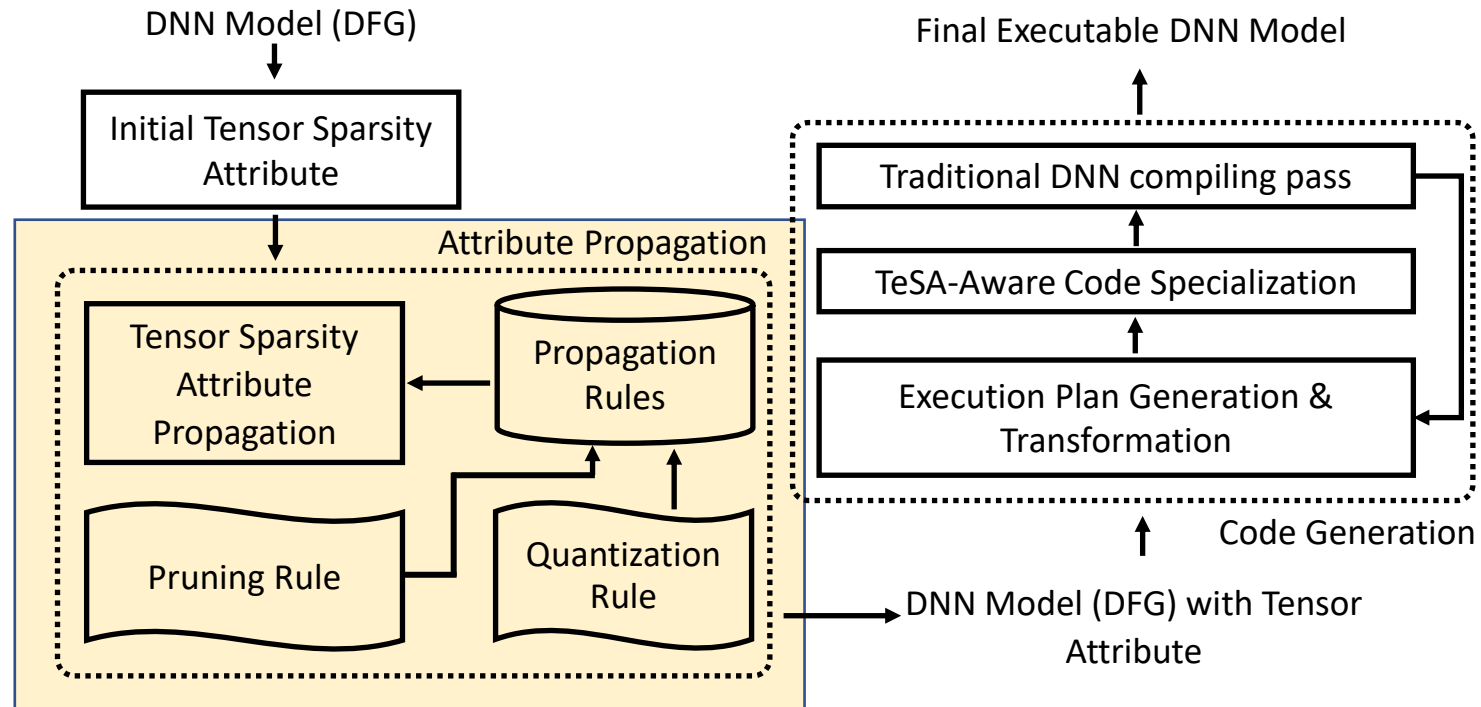 DNN Model (DFG)
Initial Tensor Sparsity
Attribute
Attribute Propagation
Tensor Sparsity
Attribute
Propagation
Propagation
Rules
Pruning Rule
Quantization
Rule
Final Executable DNN Model
Traditional DNN compiling pass
TeSA-Aware Code Specialization
Execution Plan Generation &
Transformation
Code Generation
DNN Model (DFG) with Tensor
Attribute